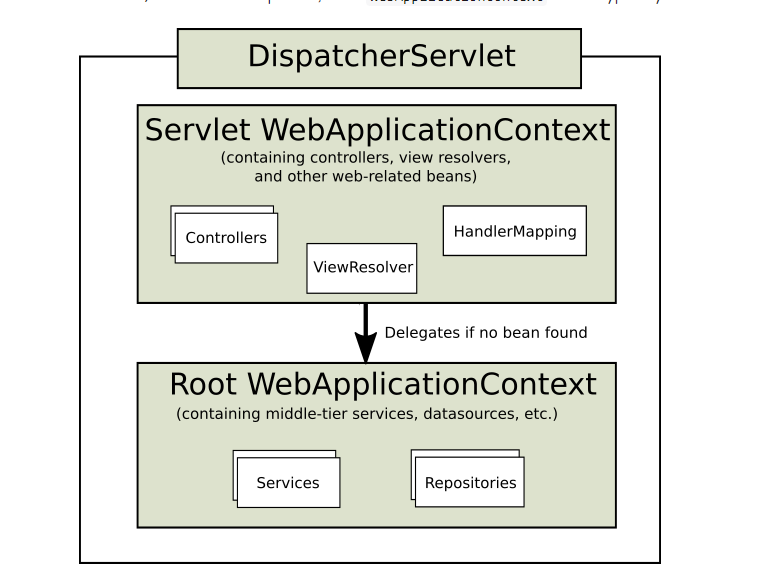 DispatcherServlet
Servlet WebApplicationContext
(containing controllers, view resolvers,
and other web-related beans)
Controllers
HandlerMapping
ViewResolver
Delegates if no bean found
Root WebApplicationContext
(containing middle-tier services, datasources, etc.)
Services
Repositories